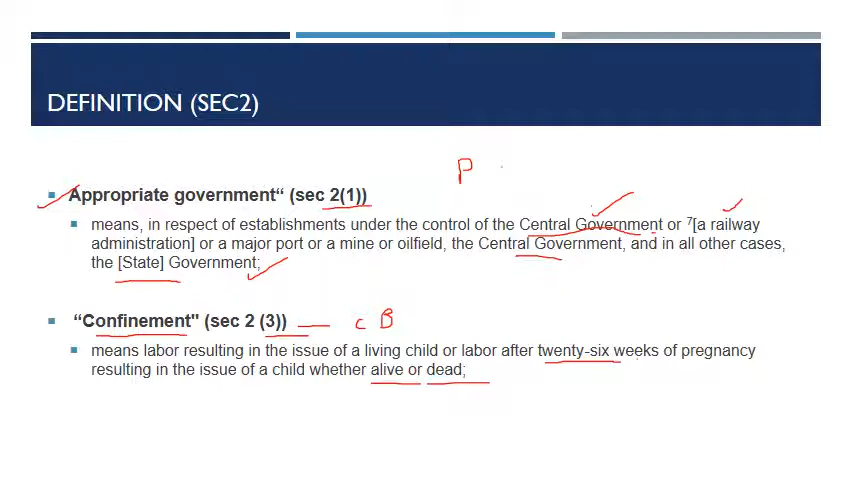 DEFINITION (SEC2)
P
Appropriate government“ (sec 2(1))
means, in respect of establishments under the control of the Central Government or 7[a railway
administration] or a major port or a mine or oilfield, the Central Government, and in all other cases,
the [State] Government;
“Confinement" (sec 2 (3)) — C B
means labor resulting in the issue of a living child or labor after twenty-six weeks of pregnancy
resulting in the issue of a child whether alive or dead;